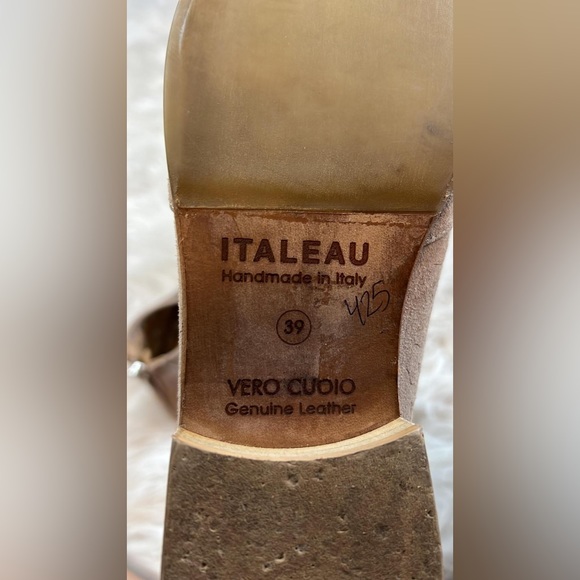 ITALEAU
Handmade in Italy
425
39
VERO CUOIO
Genuine Leather